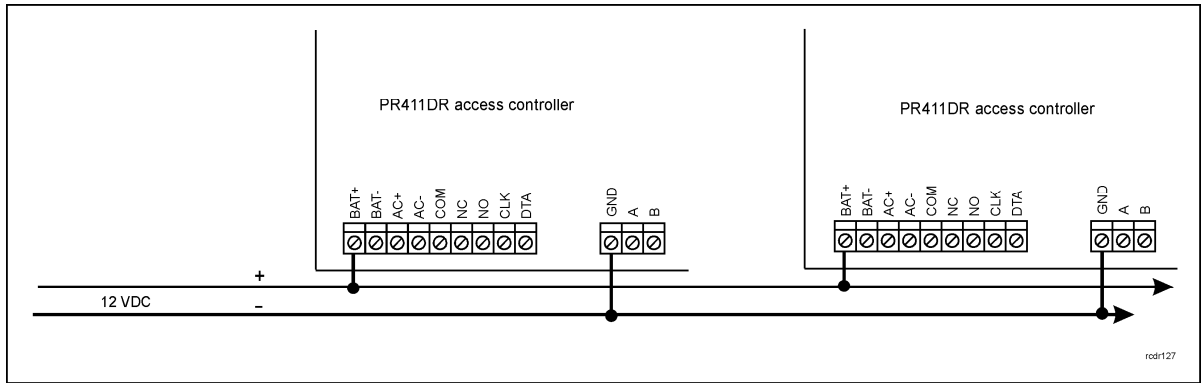 PR411DR access controller
PR411DR access controller
BAT+ BAT- AC+ AC- COM NC NO CLK DTA
GND A B
BAT+ BAT- AC+ AC- COM NC NO CLK DTA
GND A B
+
12 VDC
–
rcdr127